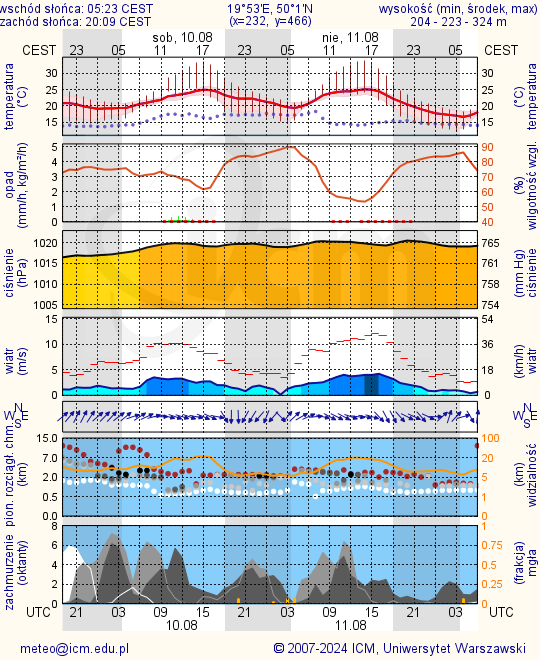 wschód słońca: 05:23 CEST 19°53'E, 50°1'N wysokość (min, środek, max)
zachód słońca: 20:09 CEST (x=232, y=466) 204 - 223 - 324 m
sob, 10.08 nie, 11.08
CEST 23 05 11 17 23 05 11 17 23 05 CEST
temperatura (°C) 30 25 20 15 30 25 20 15 temperatura (°C)
opad (mm/h, kg/m²/h) 5 4 3 2 1 0 90 80 70 60 50 40 (%) wilgotność wzgl.
ciśnienie (hPa) 1020 1015 1010 1005 765 761 758 754 (mm Hg) ciśnienie
wiatr (m/s) 15 10 5 0 54 36 18 0 (km/h) wiatr
N W E S N W E S
pion. rozciągł. chm. (km) 15.0 7.0 2.0 0.5 0.0 100 20 5 1 0 (km) widzialność
zachmurzenie (oktanty) 8 6 4 2 0 1 0.75 0.5 0.25 0 (frakcja) mgła
UTC 21 03 09 15 21 03 09 15 21 03 UTC
10.08 11.08
meteo@icm.edu.pl © 2007-2024 ICM, Uniwersytet Warszawski